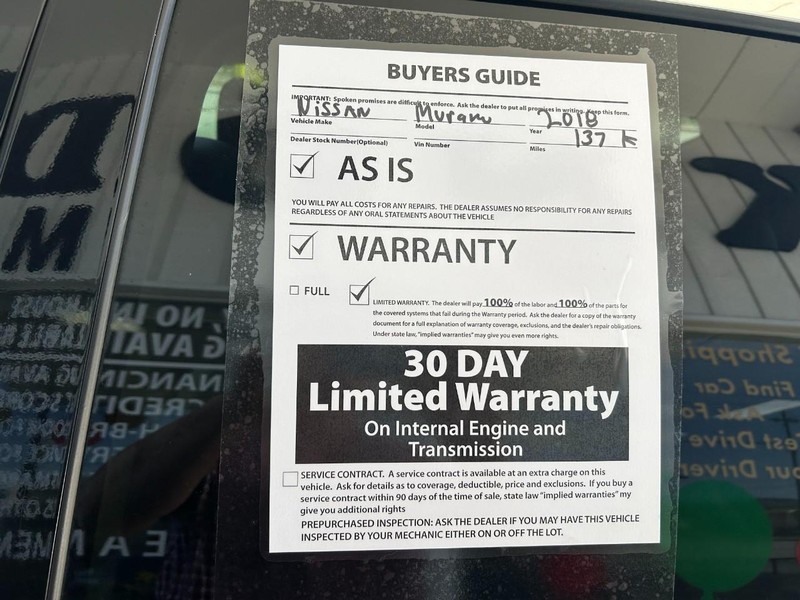 BUYERS GUIDE
IMPORTANT: Spoken promises are difficult to enforce. Ask the dealer to put all promises in writing. Keep this form.
Nissan Murano 2018
Vehicle Make Model Year
137 K
Dealer Stock Number(Optional) Vin Number Miles
AS IS
YOU WILL PAY ALL COSTS FOR ANY REPAIRS. THE DEALER ASSUMES NO RESPONSIBILITY FOR ANY REPAIRS
REGARDLESS OF ANY ORAL STATEMENTS ABOUT THE VEHICLE
WARRANTY
FULL
LIMITED WARRANTY. The dealer will pay 100% of the labor and 100% of the parts for
the covered systems that fail during the Warranty period. Ask the dealer for a copy of the warranty
document for a full explanation of warranty coverage, exclusions, and the dealer's repair obligations.
Under state law, "implied warranties" may give you even more rights.
30 DAY
Limited Warranty
On Internal Engine and
Transmission
SERVICE CONTRACT. A service contract is available at an extra charge on this
vehicle. Ask for details as to coverage, deductible, price and exclusions. If you buy a
service contract within 90 days of the time of sale, state law "implied warranties" my
give you additional rights
PREPURCHASED INSPECTION: ASK THE DEALER IF YOU MAY HAVE THIS VEHICLE
INSPECTED BY YOUR MECHANIC EITHER ON OR OFF THE LOT.